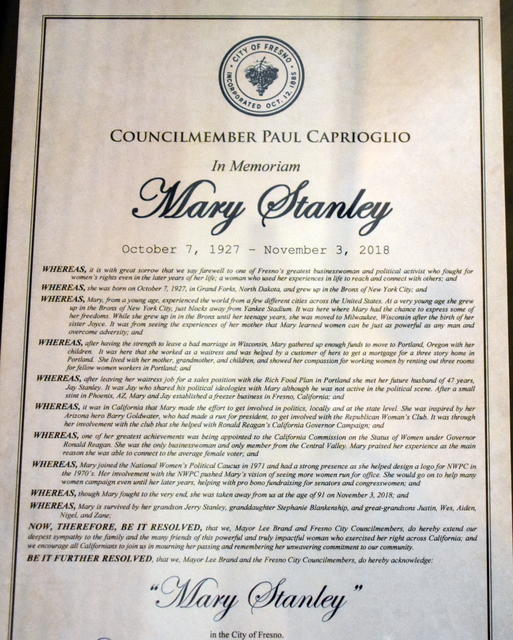 CITY OF FRESNO
INCORPORATED OCT. 12, 1885
COUNCILMEMBER PAUL CAPRIOGLIO
In Memoriam
Mary Stanley
October 7, 1927 – November 3, 2018
WHEREAS, it is with great sorrow that we say farewell to one of Fresno's greatest businesswoman and political activist who fought for
women's rights even in the later years of her life; a woman who used her experiences in life to reach and connect with others; and
WHEREAS, she was born on October 7, 1927, in Grand Forks, North Dakota, and grew up in the Bronx of New York City; and
WHEREAS, Mary, from a young age, experienced the world from a few different cities across the United States. At a very young age she grew
up in the Bronx of New York City, just blocks away from Yankee Stadium. It was here where Mary had the chance to express some of
her freedoms. While she grew up in in the Bronx until her teenage years, she was moved to Milwaukee, Wisconsin after the birth of her
sister Joyce. It was from seeing the experiences of her mother that Mary learned women can be just as powerful as any man and
overcome adversity; and
WHEREAS, after having the strength to leave a bad marriage in Wisconsin, Mary gathered up enough funds to move to Portland, Oregon with her
children. It was here that she worked at a waitress and was helped by a customer of hers to get a mortgage for a three story home in
Portland. She lived with her mother, grandmother, and children, and showed her compassion for working women by renting out three rooms
for fellow women workers in Portland; and
WHEREAS, after leaving her waitress job for a sales position with the Rich Food Plan in Portland she met her future husband of 47 years,
Jay Stanley. It was Jay who shared his political ideologies with Mary although he was not active in the political scene. After a small
stint in Phoenix, AZ, Mary and Jay established a freezer business in Fresno, California; and
WHEREAS, it was in California that Mary made the effort to get involved in politics, locally and at the state level. She was inspired by her
Arizona hero Barry Goldwater, who had made a run for president, to get involved with the Republican Woman's Club. It was through
her involvement with the club that she helped with Ronald Reagan's California Governor Campaign; and
WHEREAS, one of her greatest achievements was being appointed to the California Commission on the Status of Women under Governor
Ronald Reagan. She was the only businesswoman and only member from the Central Valley. Mary praised her experience as the main
reason she was able to connect to the average female voter; and
WHEREAS, Mary joined the National Women's Political Caucus in 1971 and had a strong presence as she helped design a logo for NWPC in
the 1970's. Her involvement with the NWPC pushed Mary's vision of seeing more women run for office. She would go on to help many
women campaign even until her later years, helping with pro bono fundraising for senators and congresswomen; and
WHEREAS, though Mary fought to the very end, she was taken away from us at the age of 91 on November 3, 2018; and
WHEREAS, Mary is survived by her grandson Jerry Stanley, granddaughter Stephanie Blankenship, and great-grandsons Justin, Wes, Aiden,
Nigel, and Zane;
NOW, THEREFORE, BE IT RESOLVED, that we, Mayor Lee Brand and Fresno City Councilmembers, do hereby extend our
deepest sympathy to the family and the many friends of this powerful and truly impactful woman who exercised her right across California; and
we encourage all Californians to join us in mourning her passing and remembering her unwavering commitment to our community.
BE IT FURTHER RESOLVED, that we, Mayor Lee Brand and the Fresno City Councilmembers, do hereby acknowledge:
"Mary Stanley"
in the City of Fresno.